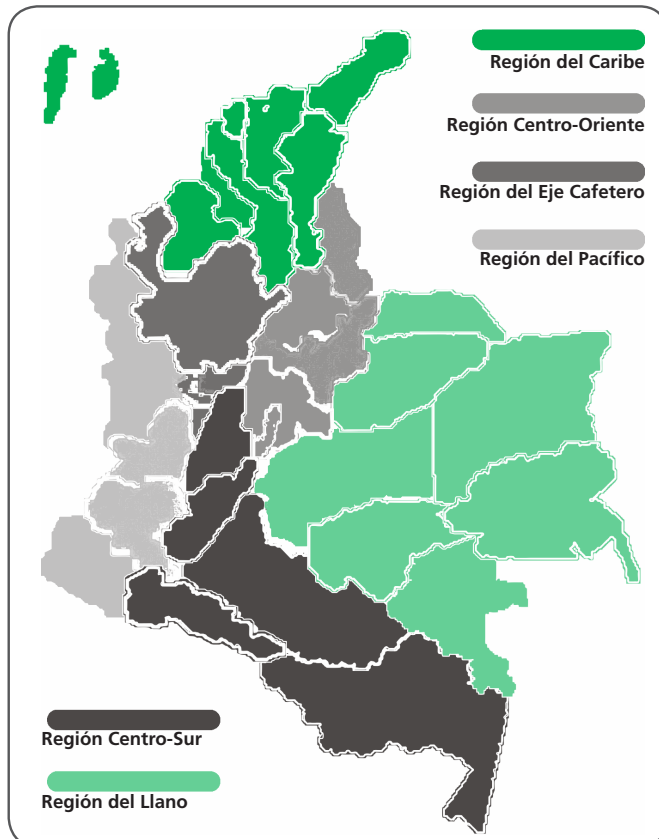 Región del Caribe
Región Centro-Oriente
Región del Eje Cafetero
Región del Pacífico
Región Centro-Sur
Región del Llano